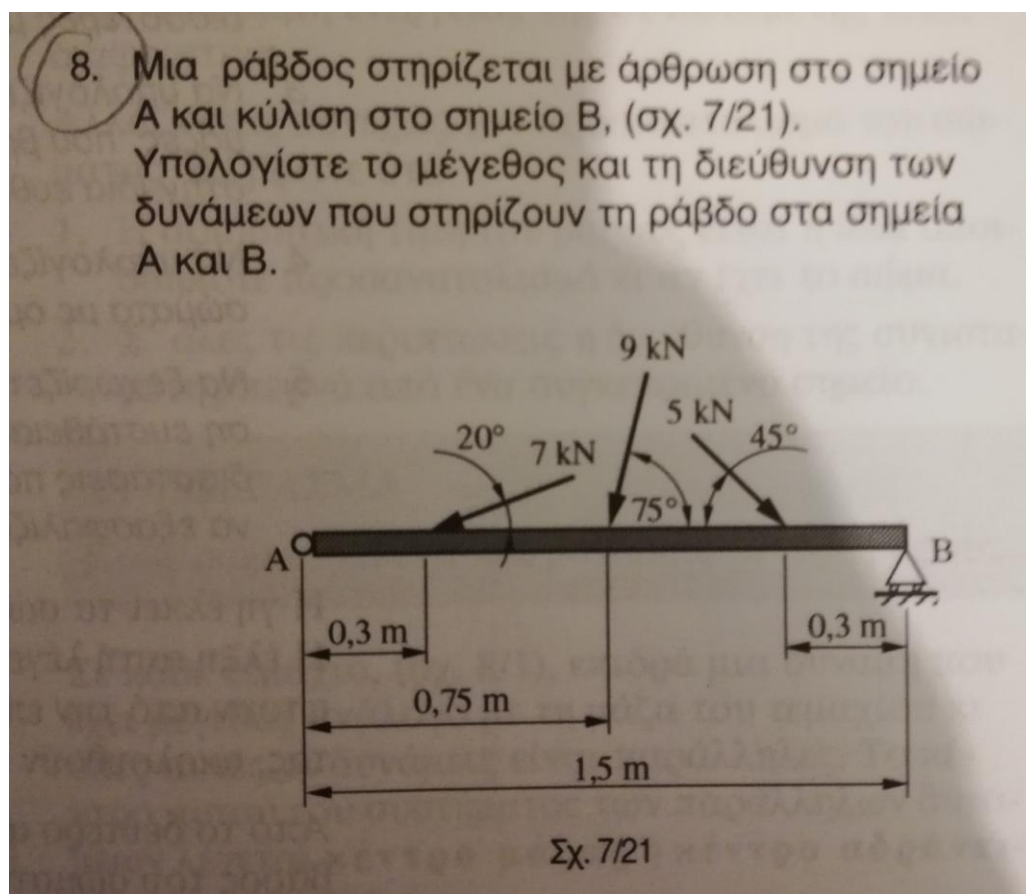 8. Μια ράβδος στηρίζεται με άρθρωση στο σημείο
Α και κύλιση στο σημείο Β, (σχ. 7/21).
Υπολογίστε το μέγεθος και τη διεύθυνση των
δυνάμεων που στηρίζουν τη ράβδο στα σημεία
Α και Β.
9 kN
5 kN
20°
7 kN
45°
75°
A
B
0,3 m
0,3 m
0,75 m
1,5 m
Σχ. 7/21